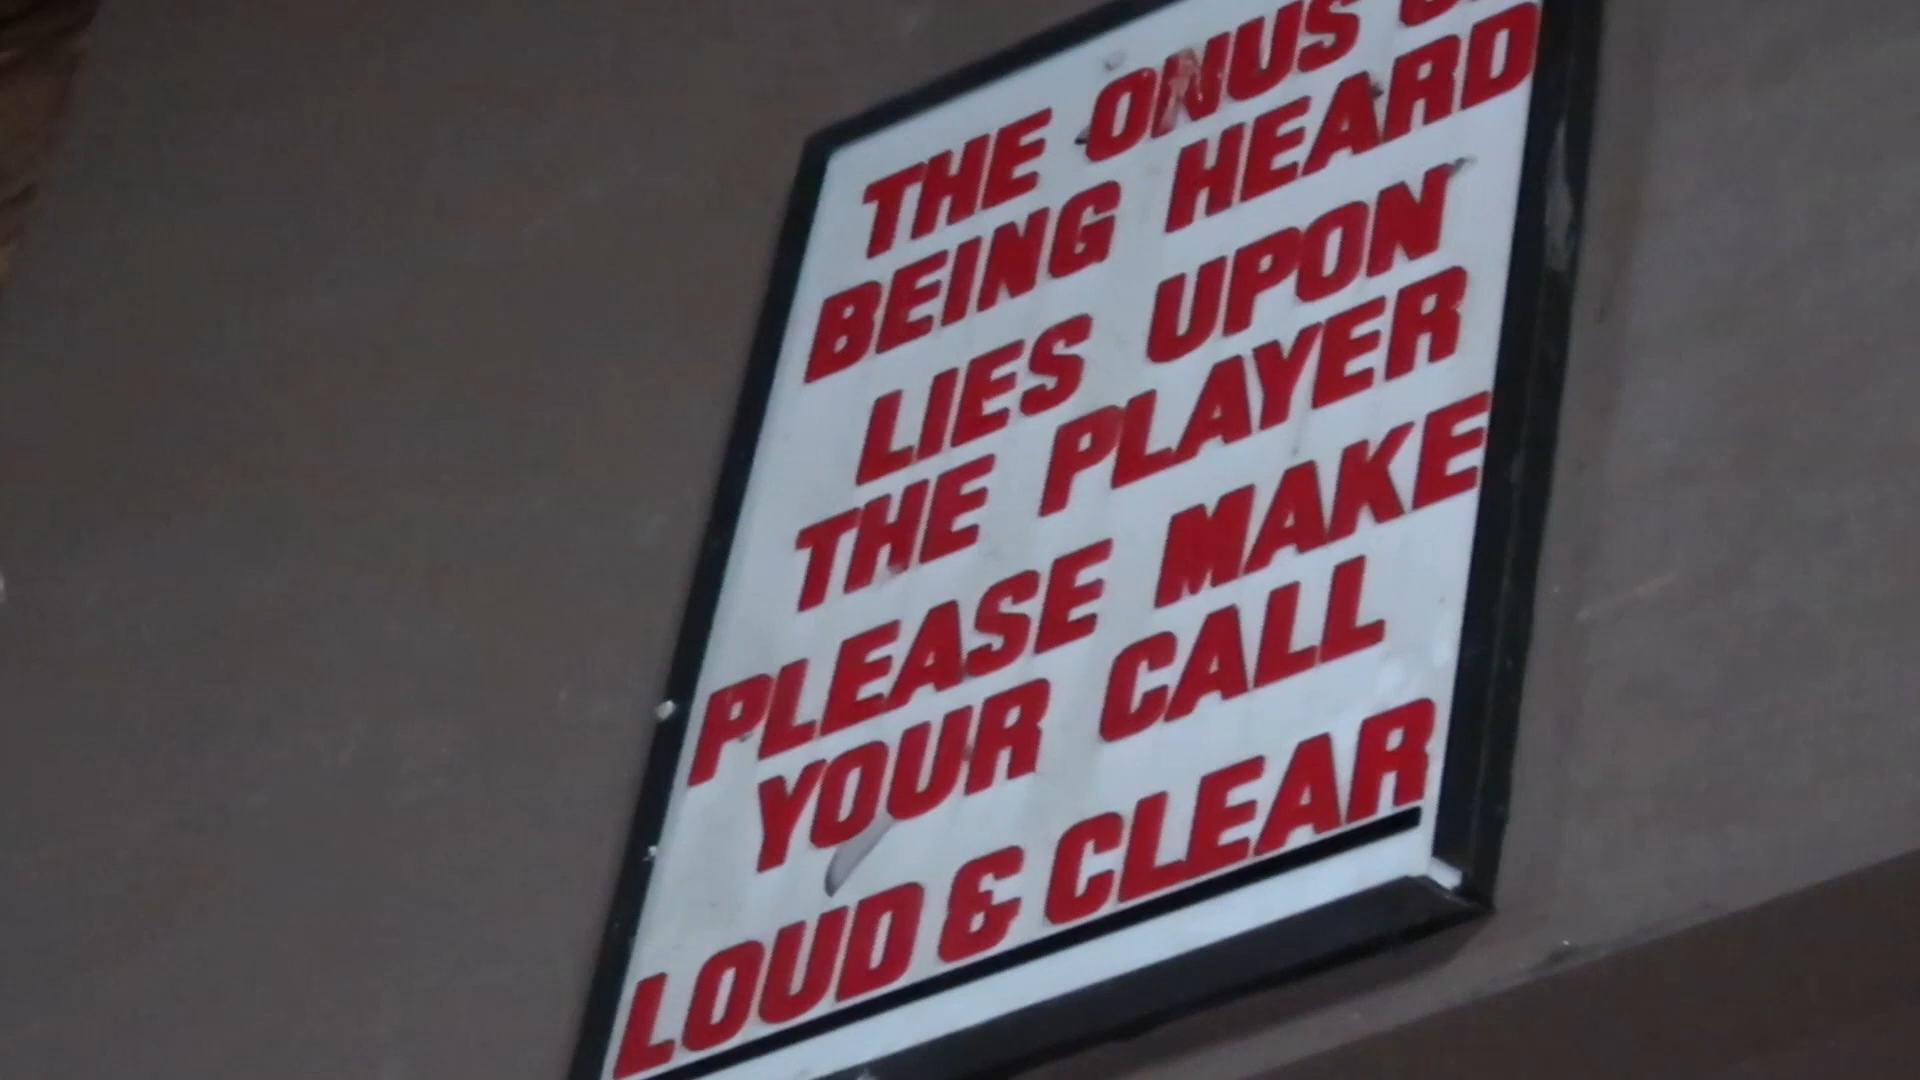 THE ONUS
BEING HEARD
LIES UPON
THE PLAYER
PLEASE MAKE
YOUR CALL
LOUD & CLEAR